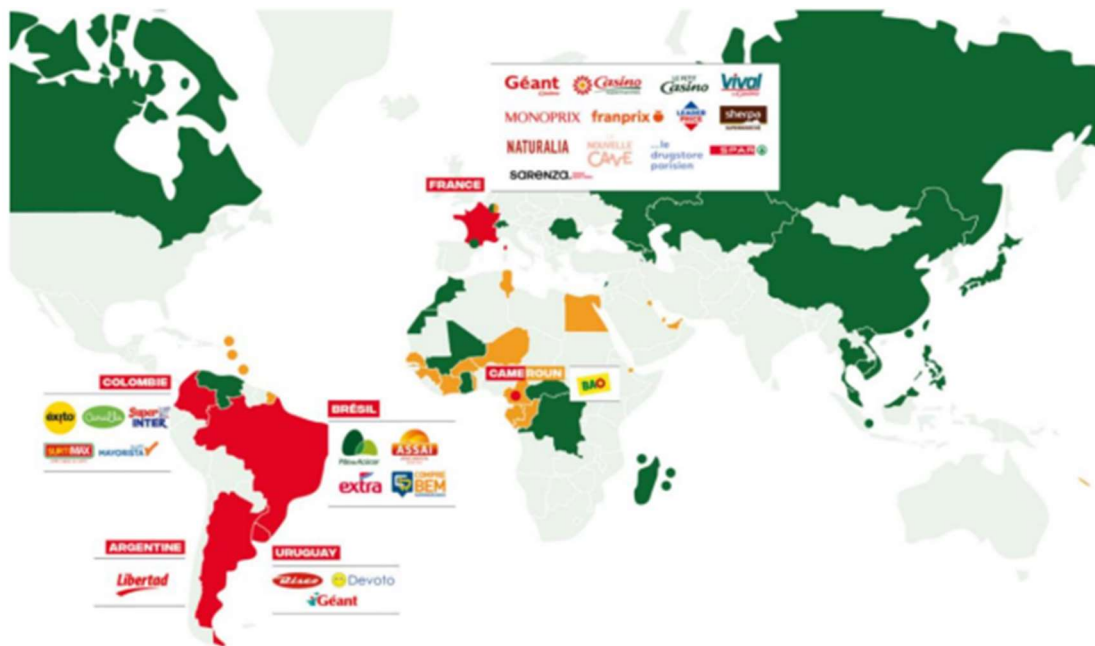 Géant
Casino
Casino
LE PETIT
Casino
Vival
MONOPRIX
franprix
LEADER
PRICE
sherpa
SUPERMARCHÉ
NATURALIA
NOUVELLE
CAVE
...le
drugstore
parisien
SPAR
SARENZA.
FRANCE
CAMEROUN
BAO
COLOMBIE
éxito
Carulla
Super
INTER
SURTIMAX
MAYORISTA
BRÉSIL
Pão de Açúcar
ASSAÍ
extra
COMPRE
BEM
ARGENTINE
Libertad
URUGUAY
Disco
Devoto
Géant